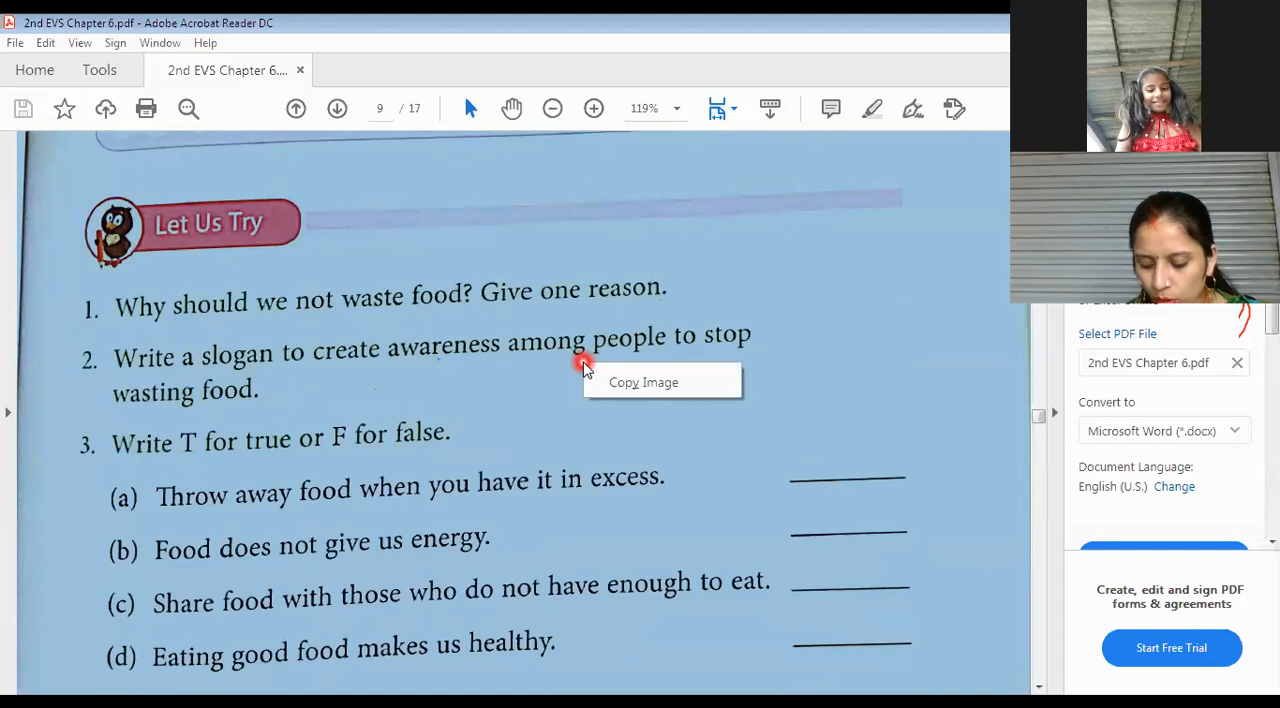 2nd EVS Chapter 6.pdf - Adobe Acrobat Reader DC
File Edit View Sign Window Help
Home Tools 2nd EVS Chapter 6.... ×
9 / 17 119%
Let Us Try
1. Why should we not waste food? Give one reason.
2. Write a slogan to create awareness among people to stop
wasting food.
Copy Image
3. Write T for true or F for false.
(a) Throw away food when you have it in excess.
(b) Food does not give us energy.
(c) Share food with those who do not have enough to eat.
(d) Eating good food makes us healthy.
Select PDF File
2nd EVS Chapter 6.pdf
Convert to
Microsoft Word (*.docx)
Document Language:
English (U.S.) Change
Create, edit and sign PDF
forms & agreements
Start Free Trial